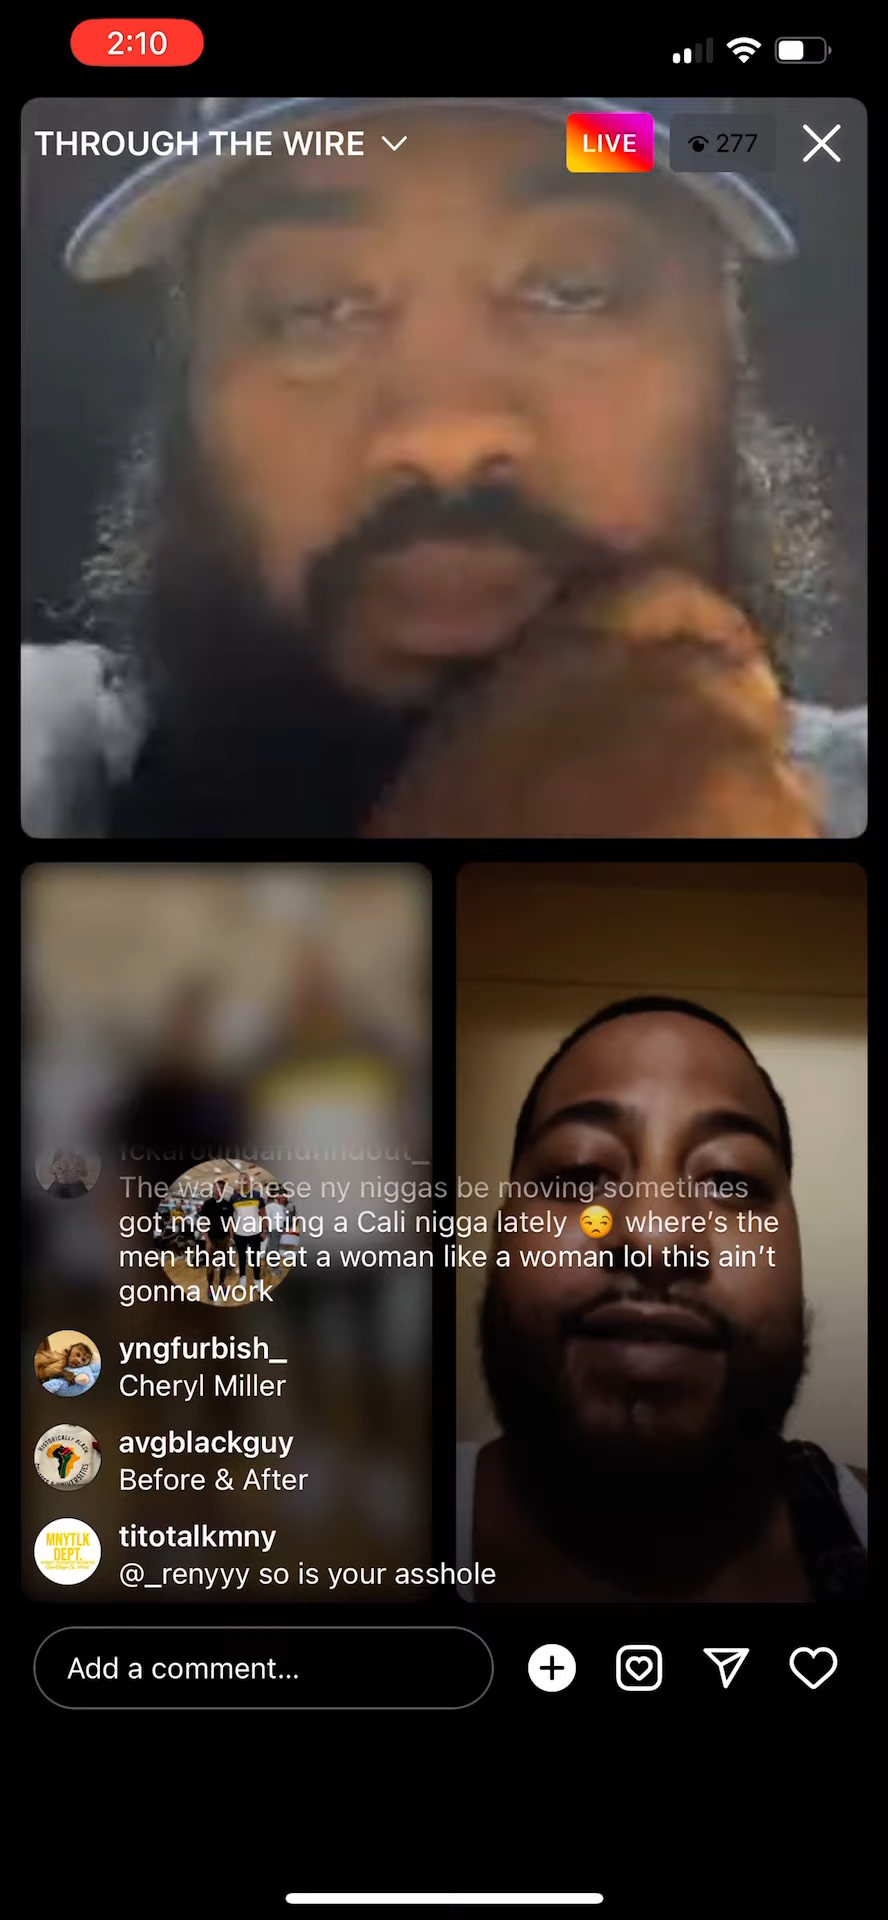 2:10
THROUGH THE WIRE
LIVE
277
The way these ny niggas be moving sometimes
got me wanting a Cali nigga lately 😒 where's the
men that treat a woman like a woman lol this ain't
gonna work
yngfurbish_
Cheryl Miller
avgblackguy
Before & After
MNYTLK
DEPT.
titotalkmny
@_renyyy so is your asshole
Add a comment...